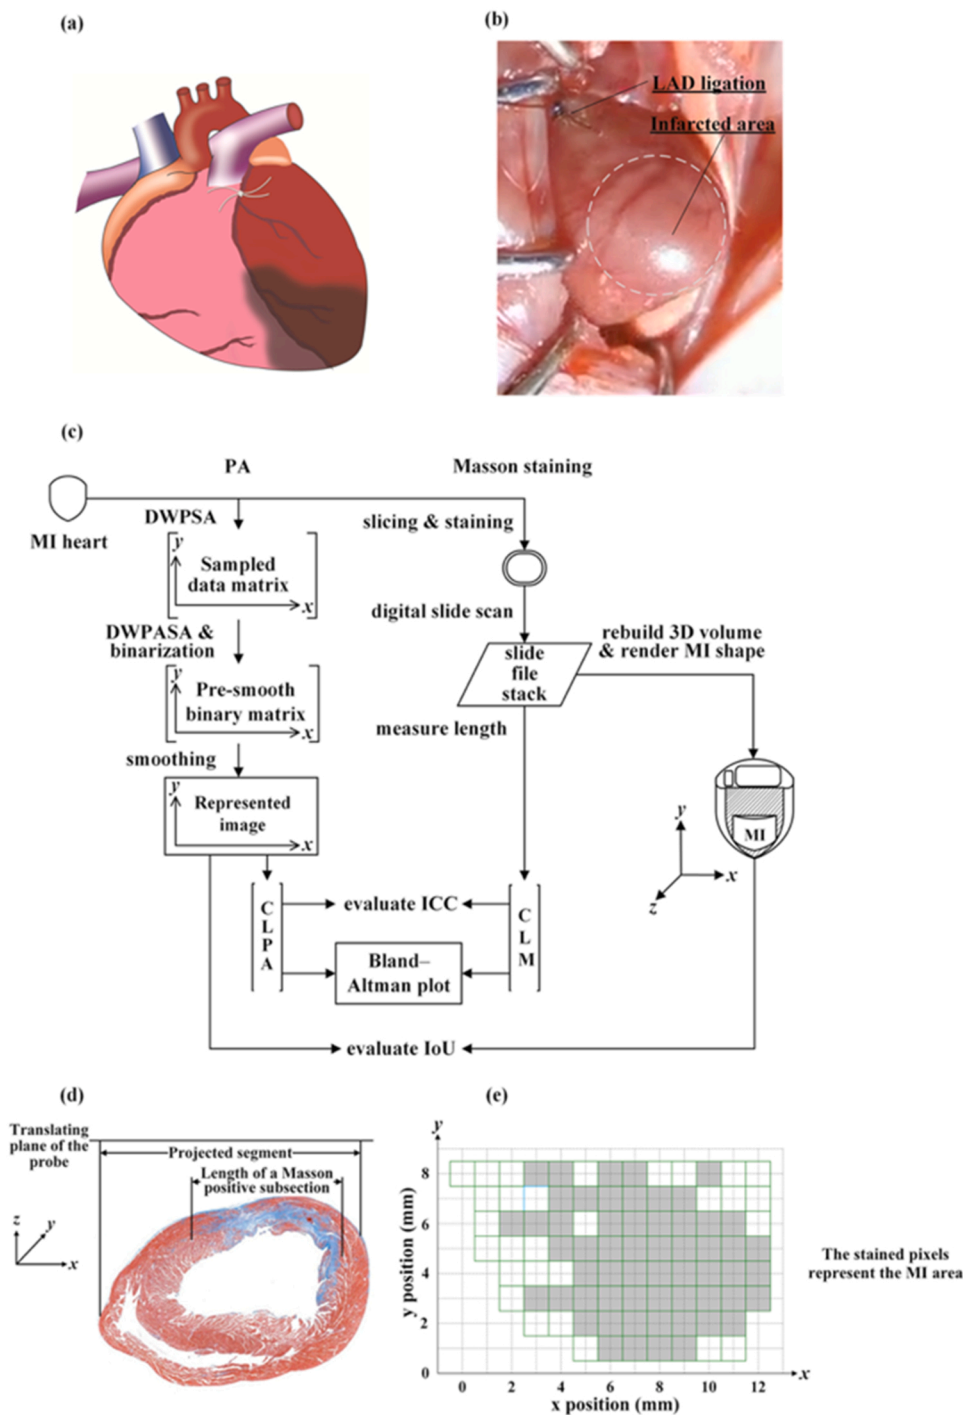 (a)
(b)
LAD ligation
Infarcted area
(c)
PA
Masson staining
MI heart
DWPSA
y
Sampled
data matrix
x
DWPASA &
binarization
y
Pre-smooth
binary matrix
x
smoothing
y
Represented
image
x
slicing & staining
digital slide scan
slide
file
stack
rebuild 3D volume
& render MI shape
measure length
MI
y
x
z
C
L
P
A
evaluate ICC
C
L
M
Bland–
Altman plot
evaluate IoU
(d)
Translating
plane of the
probe
Projected segment
Length of a Masson
positive subsection
z
y
x
(e)
y
8
6
4
2
0
y position (mm)
0 2 4 6 8 10 12
x
x position (mm)
The stained pixels
represent the MI area